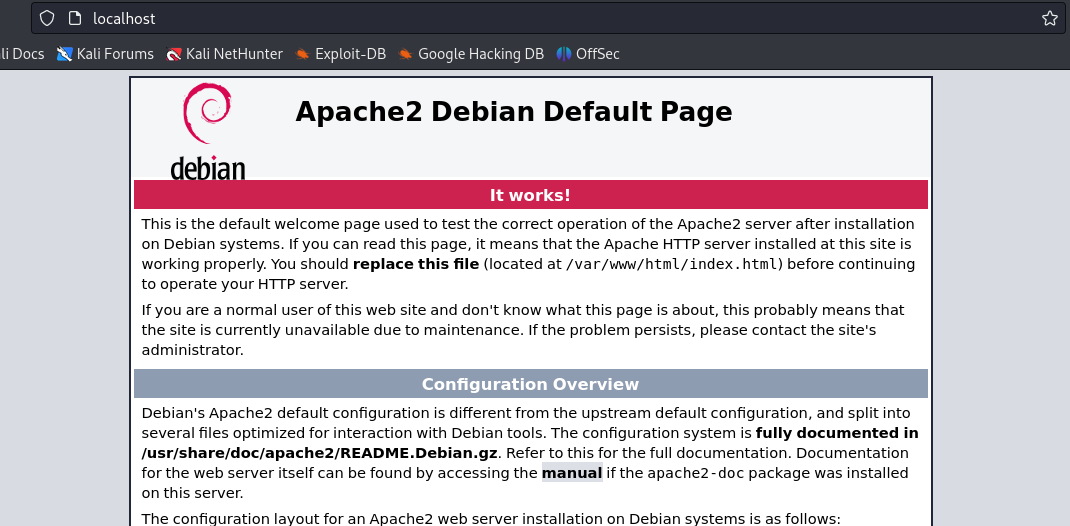 localhost
li Docs Kali Forums Kali NetHunter Exploit-DB Google Hacking DB OffSec
debian
Apache2 Debian Default Page
It works!
This is the default welcome page used to test the correct operation of the Apache2 server after installation
on Debian systems. If you can read this page, it means that the Apache HTTP server installed at this site is
working properly. You should replace this file (located at /var/www/html/index.html) before continuing
to operate your HTTP server.
If you are a normal user of this web site and don't know what this page is about, this probably means that
the site is currently unavailable due to maintenance. If the problem persists, please contact the site's
administrator.
Configuration Overview
Debian's Apache2 default configuration is different from the upstream default configuration, and split into
several files optimized for interaction with Debian tools. The configuration system is fully documented in
/usr/share/doc/apache2/README.Debian.gz. Refer to this for the full documentation. Documentation
for the web server itself can be found by accessing the manual if the apache2-doc package was installed
on this server.
The configuration layout for an Apache2 web server installation on Debian systems is as follows: